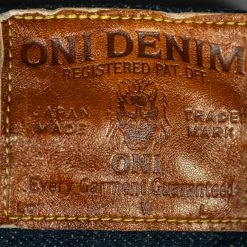 ONI DENIM
REGISTERED PAT. OFF
JAPAN TRADE
MADE MARK
ONI
Every Garment Guaranteed